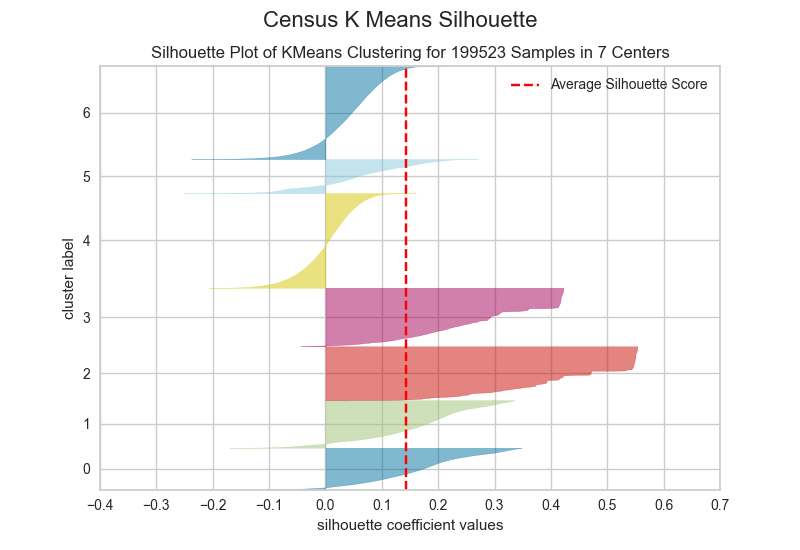 Census K Means Silhouette
Silhouette Plot of KMeans Clustering for 199523 Samples in 7 Centers
Average Silhouette Score
6
5
4
3
2
1
0
cluster label
−0.4 −0.3 −0.2 −0.1 0.0 0.1 0.2 0.3 0.4 0.5 0.6 0.7
silhouette coefficient values